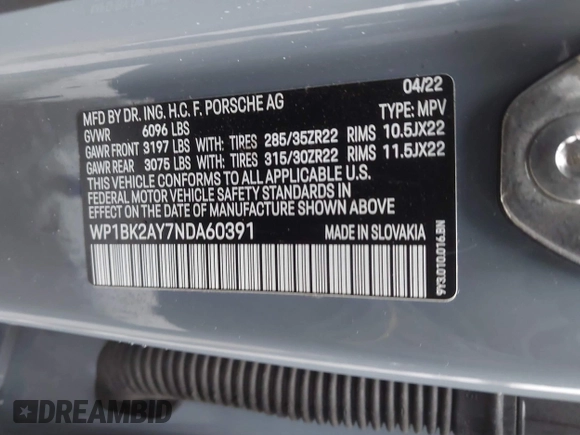 04/22
MFD BY DR. ING. H.C. F. PORSCHE AG
GVWR 6096 LBS TYPE: MPV
GAWR FRONT 3197 LBS WITH: TIRES 285/35ZR22 RIMS 10.5JX22
GAWR REAR 3075 LBS WITH: TIRES 315/30ZR22 RIMS 11.5JX22
THIS VEHICLE CONFORMS TO ALL APPLICABLE U.S.
FEDERAL MOTOR VEHICLE SAFETY STANDARDS IN
EFFECT ON THE DATE OF MANUFACTURE SHOWN ABOVE.
WP1BK2AY7NDA60391 MADE IN SLOVAKIA
9Y3.010.016.BN
DREAMBID